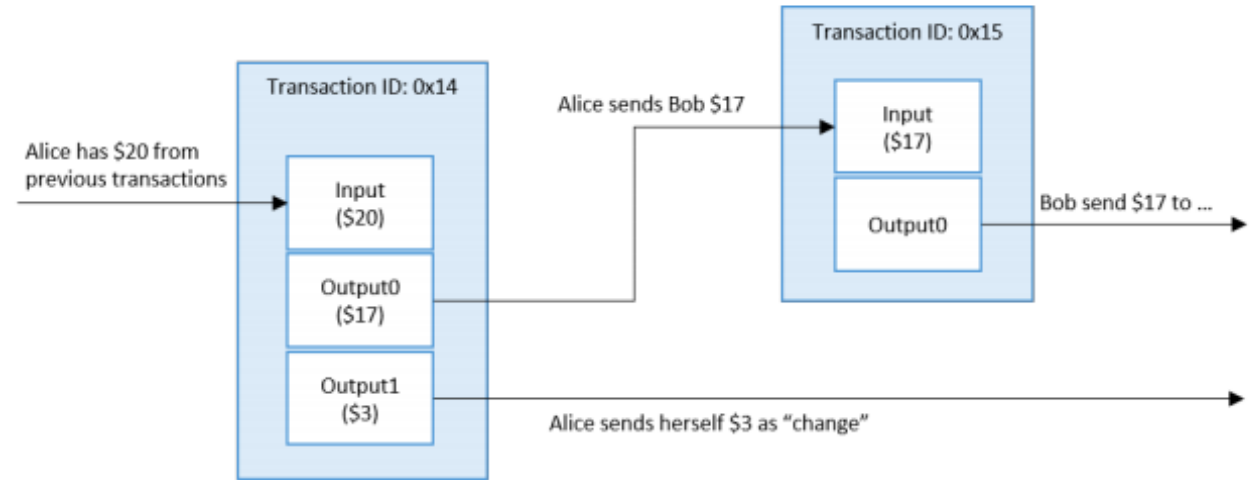 Transaction ID: 0x15
Transaction ID: 0x14
Alice sends Bob $17
Input
($17)
Alice has $20 from
previous transactions
Input
($20)
Bob send $17 to ...
Output0
Output0
($17)
Output1
($3)
Alice sends herself $3 as “change”